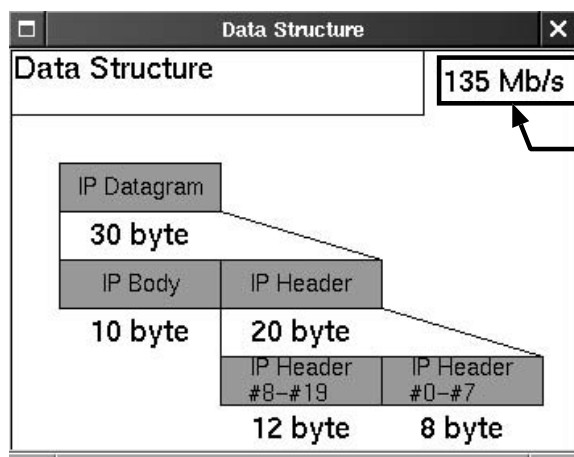 Data Structure
Data Structure
135 Mb/s
IP Datagram
30 byte
IP Body
IP Header
10 byte
20 byte
IP Header
#8–#19
IP Header
#0–#7
12 byte
8 byte